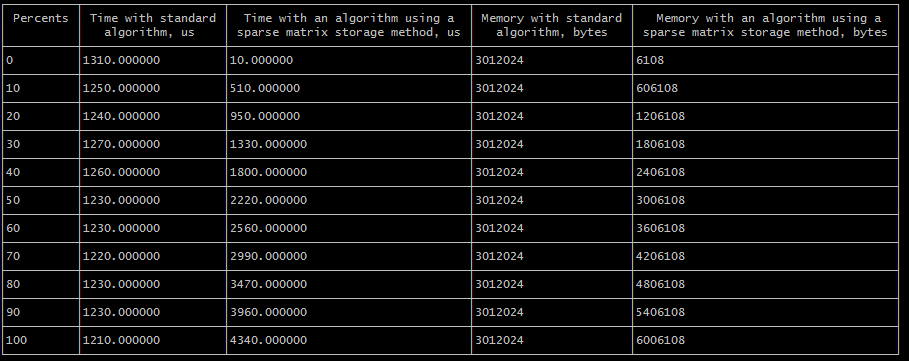 Percents Time with standard algorithm, us Time with an algorithm using a sparse matrix storage method, us Memory with standard algorithm, bytes Memory with an algorithm using a sparse matrix storage method, bytes
0 1310.000000 10.000000 3012024 6108
10 1250.000000 510.000000 3012024 606108
20 1240.000000 950.000000 3012024 1206108
30 1270.000000 1330.000000 3012024 1806108
40 1260.000000 1800.000000 3012024 2406108
50 1230.000000 2220.000000 3012024 3006108
60 1230.000000 2560.000000 3012024 3606108
70 1220.000000 2990.000000 3012024 4206108
80 1230.000000 3470.000000 3012024 4806108
90 1230.000000 3960.000000 3012024 5406108
100 1210.000000 4340.000000 3012024 6006108